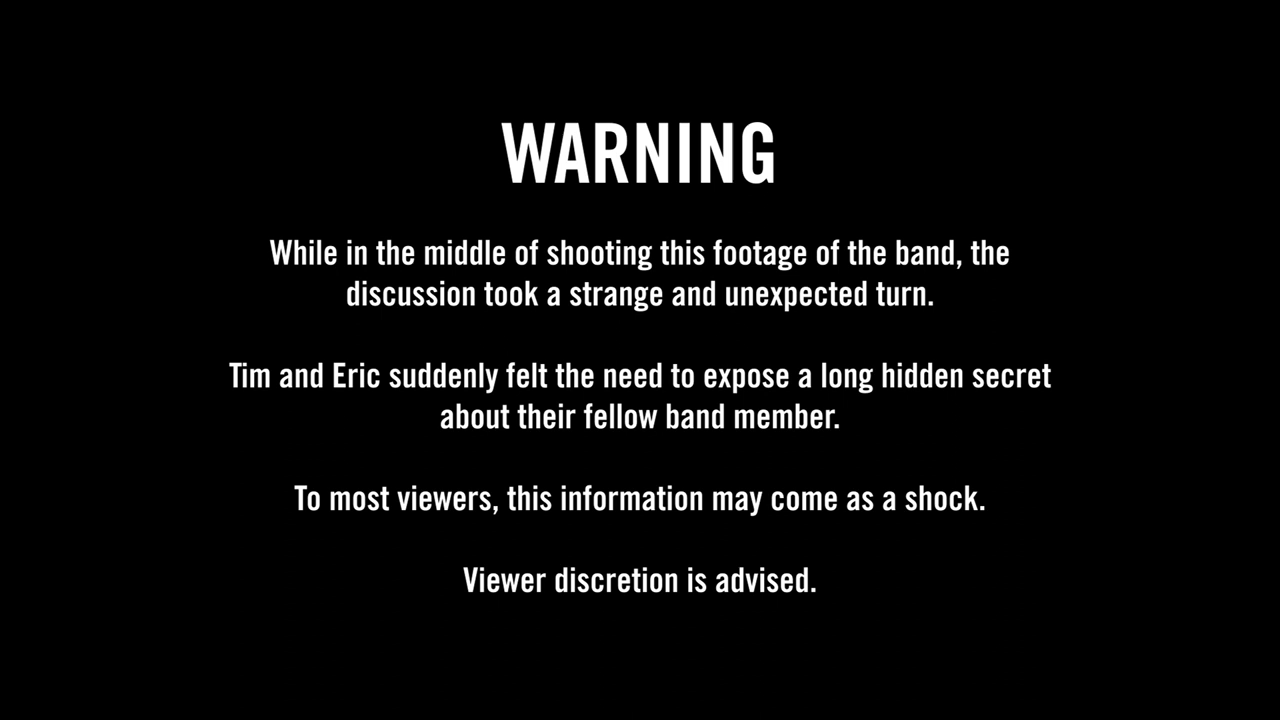 WARNING
While in the middle of shooting this footage of the band, the
discussion took a strange and unexpected turn.
Tim and Eric suddenly felt the need to expose a long hidden secret
about their fellow band member.
To most viewers, this information may come as a shock.
Viewer discretion is advised.